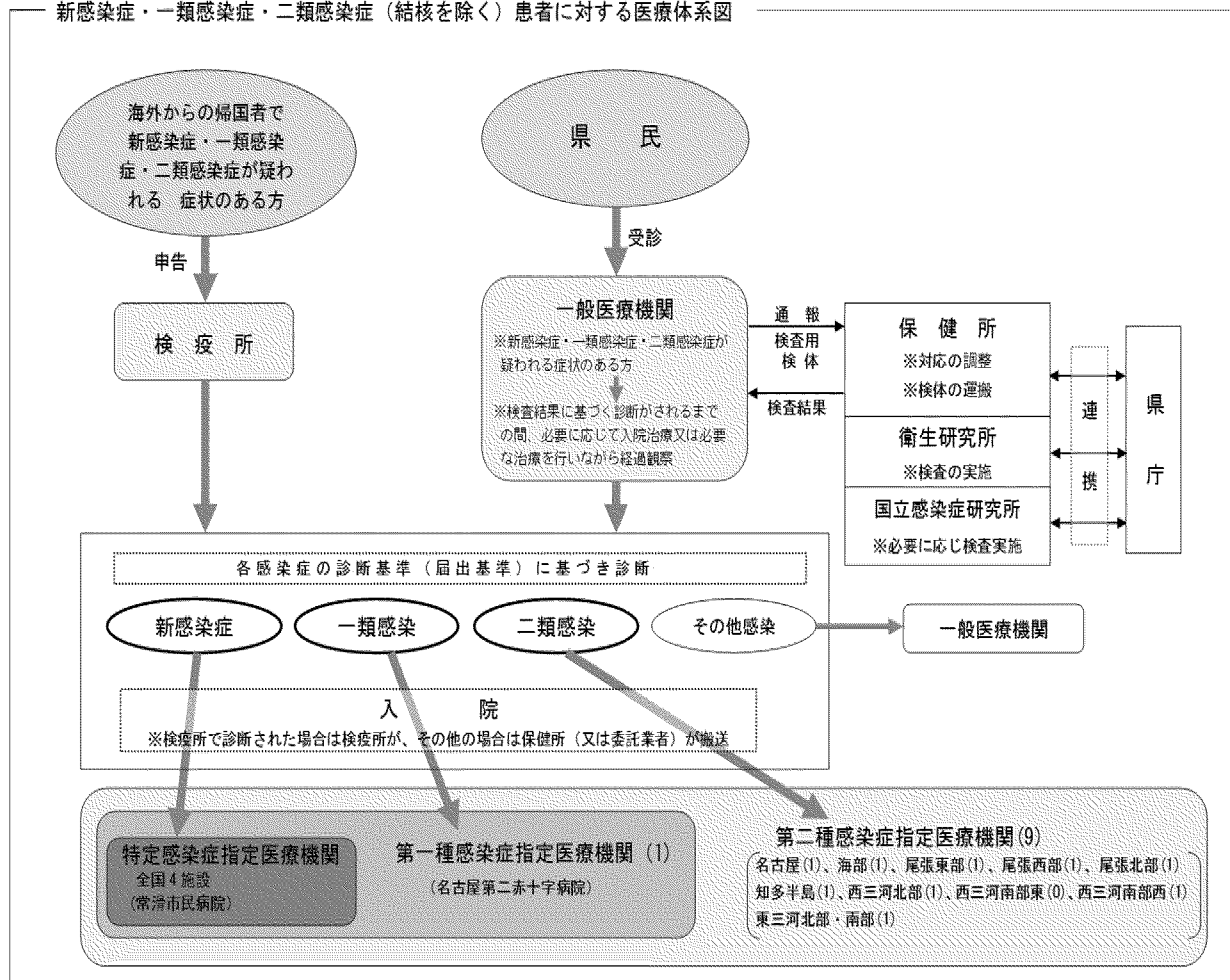 新感染症・一類感染症・二類感染症（結核を除く）患者に対する医療体系図
海外からの帰国者で
新感染症・一類感染
症・二類感染症が疑わ
れる 症状のある方
県 民
申告
受診
検 疫 所
一般医療機関
※新感染症・一類感染症・二類感染症が
疑われる症状のある方
※検査結果に基づく診断がされるまで
の間、必要に応じて入院治療又は必要
な治療を行いながら経過観察
通 報
検査用
検 体
検査結果
保 健 所
※対応の調整
※検体の運搬
衛生研究所
※検査の実施
国立感染症研究所
※必要に応じ検査実施
連
携
県
庁
各感染症の診断基準（届出基準）に基づき診断
新感染症
一類感染
二類感染
その他感染
一般医療機関
入 院
※検疫所で診断された場合は検疫所が、その他の場合は保健所（又は委託業者）が搬送
特定感染症指定医療機関
全国4施設
(常滑市民病院)
第一種感染症指定医療機関（1）
(名古屋第二赤十字病院)
第二種感染症指定医療機関(9)
名古屋(1)、海部(1)、尾張東部(1)、尾張西部(1)、尾張北部(1)
知多半島(1)、西三河北部(1)、西三河南部東(0)、西三河南部西(1)
東三河北部・南部(1)